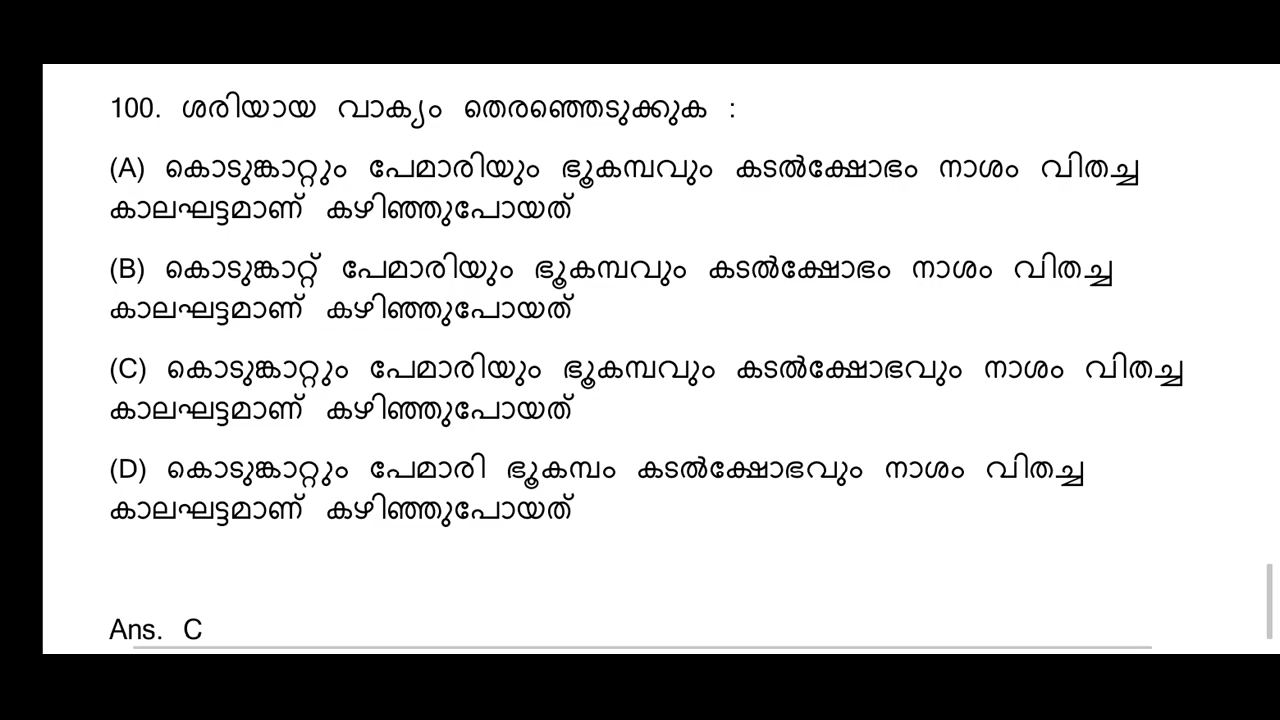 100. ശരിയായ വാക്യം തെരഞ്ഞെടുക്കുക :
(A) കൊടുങ്കാറ്റും പേമാരിയും ഭൂകമ്പവും കടൽക്ഷോഭം നാശം വിതച്ച
കാലഘട്ടമാണ് കഴിഞ്ഞുപോയത്
(B) കൊടുങ്കാറ്റ് പേമാരിയും ഭൂകമ്പവും കടൽക്ഷോഭം നാശം വിതച്ച
കാലഘട്ടമാണ് കഴിഞ്ഞുപോയത്
(C) കൊടുങ്കാറ്റും പേമാരിയും ഭൂകമ്പവും കടൽക്ഷോഭവും നാശം വിതച്ച
കാലഘട്ടമാണ് കഴിഞ്ഞുപോയത്
(D) കൊടുങ്കാറ്റും പേമാരി ഭൂകമ്പം കടൽക്ഷോഭവും നാശം വിതച്ച
കാലഘട്ടമാണ് കഴിഞ്ഞുപോയത്
Ans. C